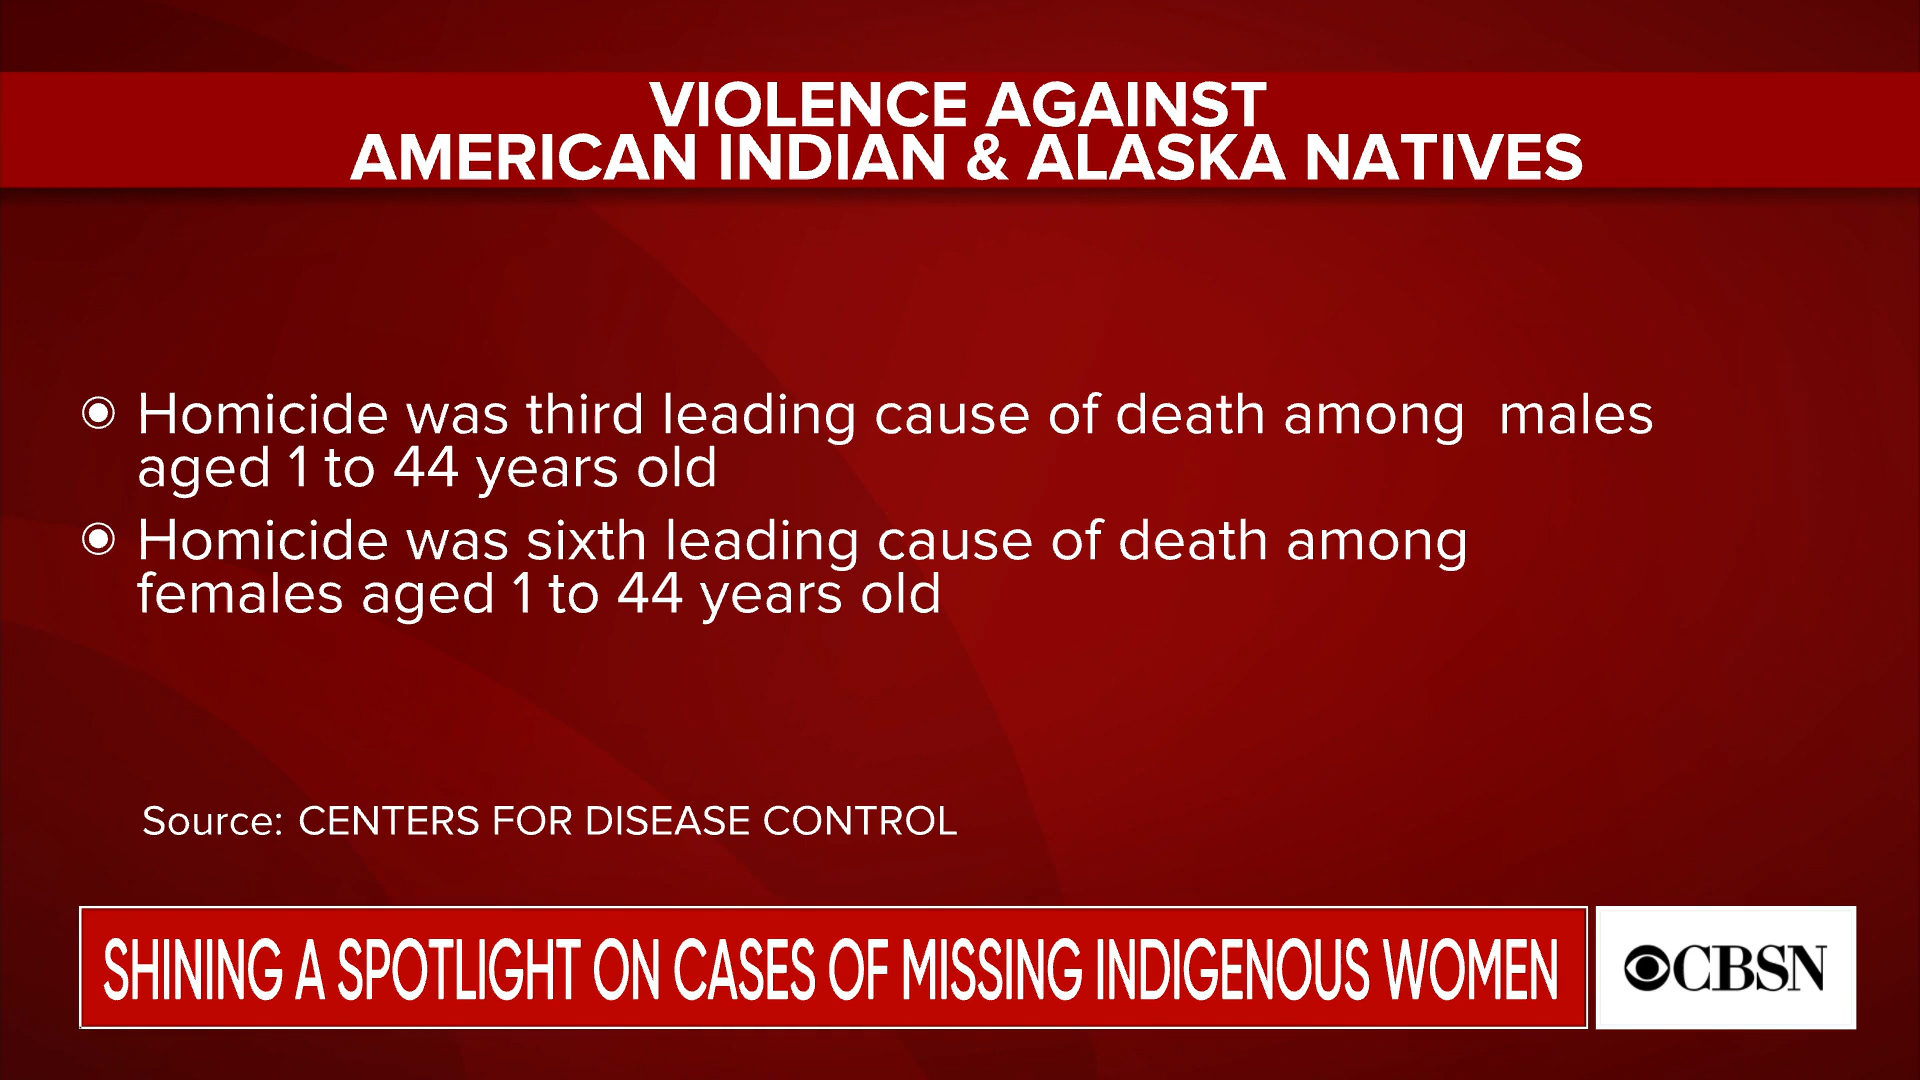 VIOLENCE AGAINST
AMERICAN INDIAN & ALASKA NATIVES
Homicide was third leading cause of death among males
aged 1 to 44 years old
Homicide was sixth leading cause of death among
females aged 1 to 44 years old
Source: CENTERS FOR DISEASE CONTROL
SHINING A SPOTLIGHT ON CASES OF MISSING INDIGENOUS WOMEN
CBSN